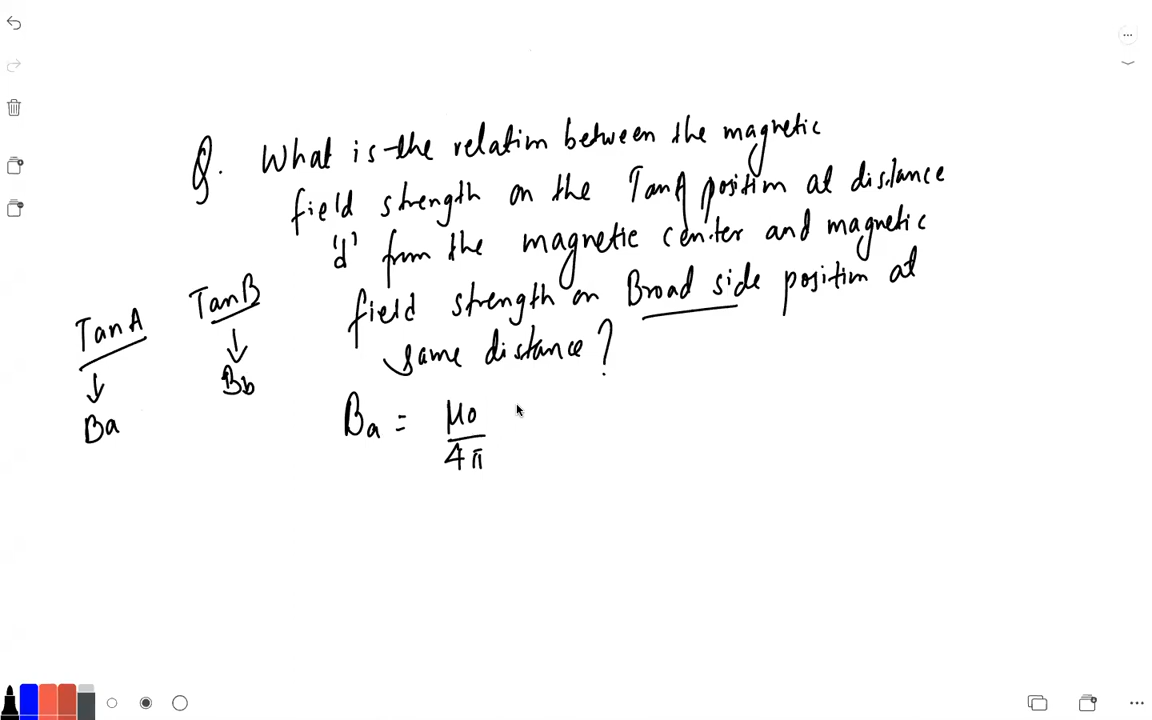 Q. What is the relation between the magnetic
field strength on the TanA position at distance
'd' from the magnetic center and magnetic
field strength on Broad side position at
same distance?
TanA
↓
Ba
TanB
↓
Bb
Ba = μ0
4π